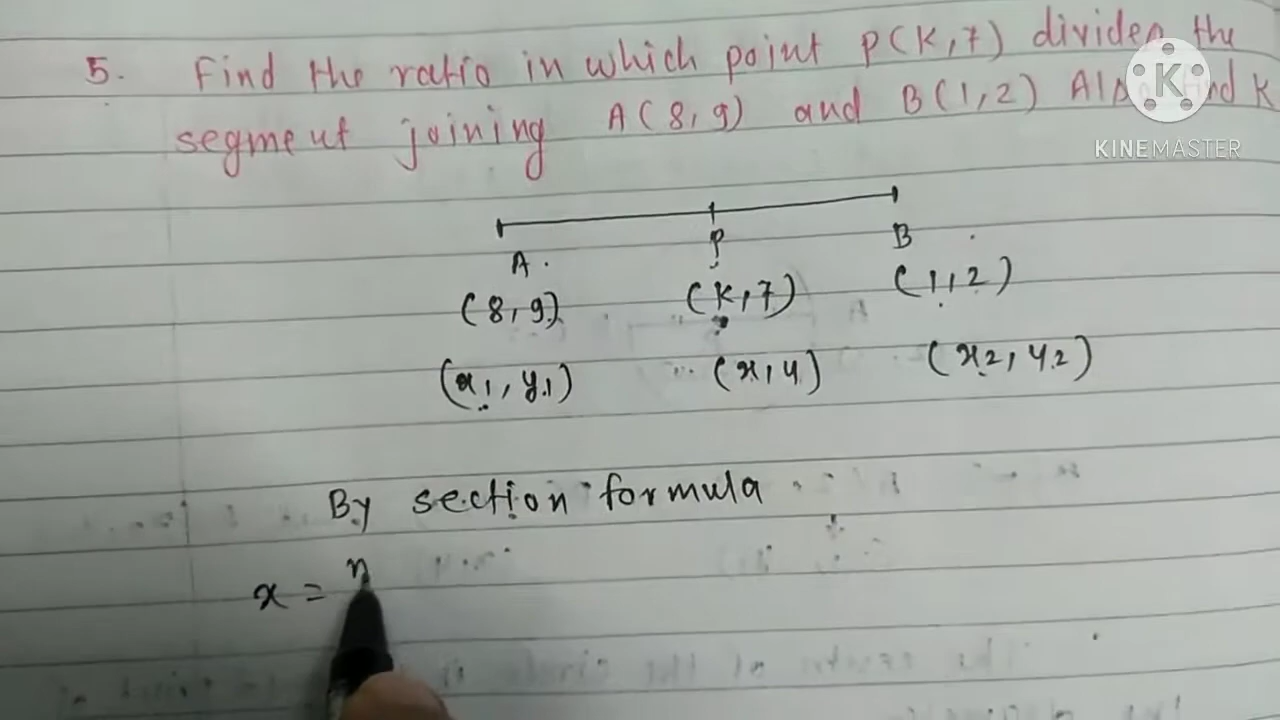 5. Find the ratio in which point P(K,7) divides the
segment joining A(8,9) and B(1,2) Also find K
K
KINEMASTER
A P B
(8,9) (K,7) (1,2)
(x1, y1) (x, y) (x2, y2)
By section formula
x =